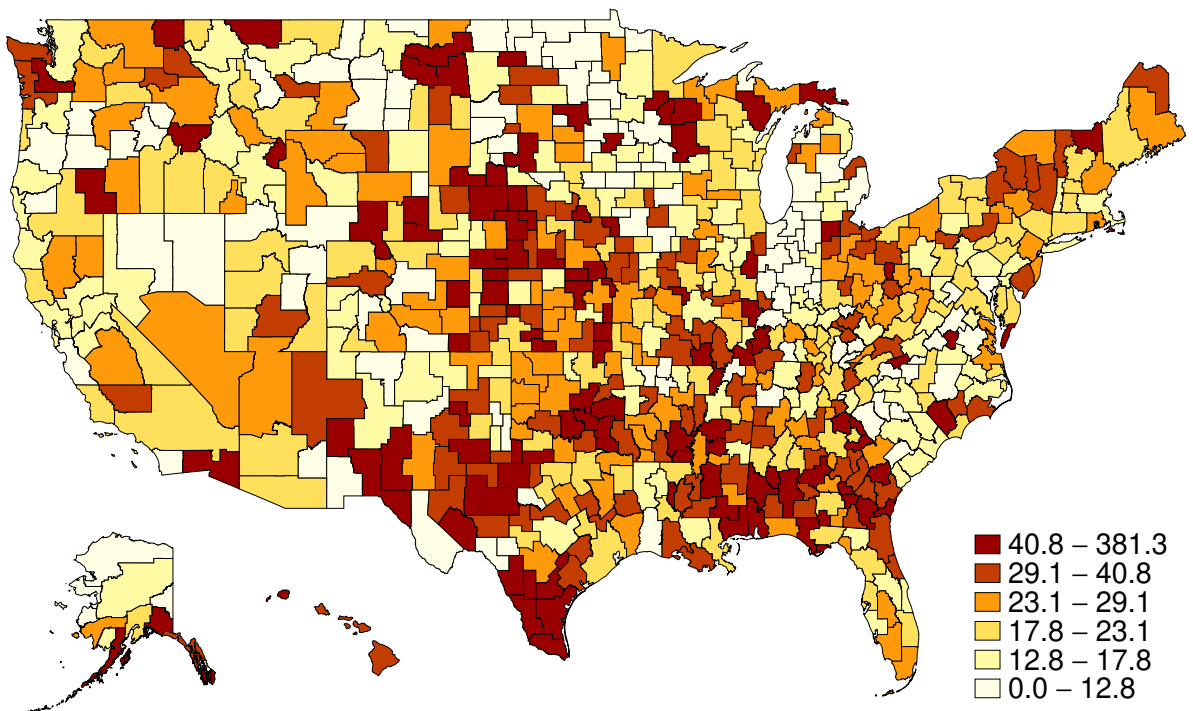 40.8 – 381.3
29.1 – 40.8
23.1 – 29.1
17.8 – 23.1
12.8 – 17.8
0.0 – 12.8